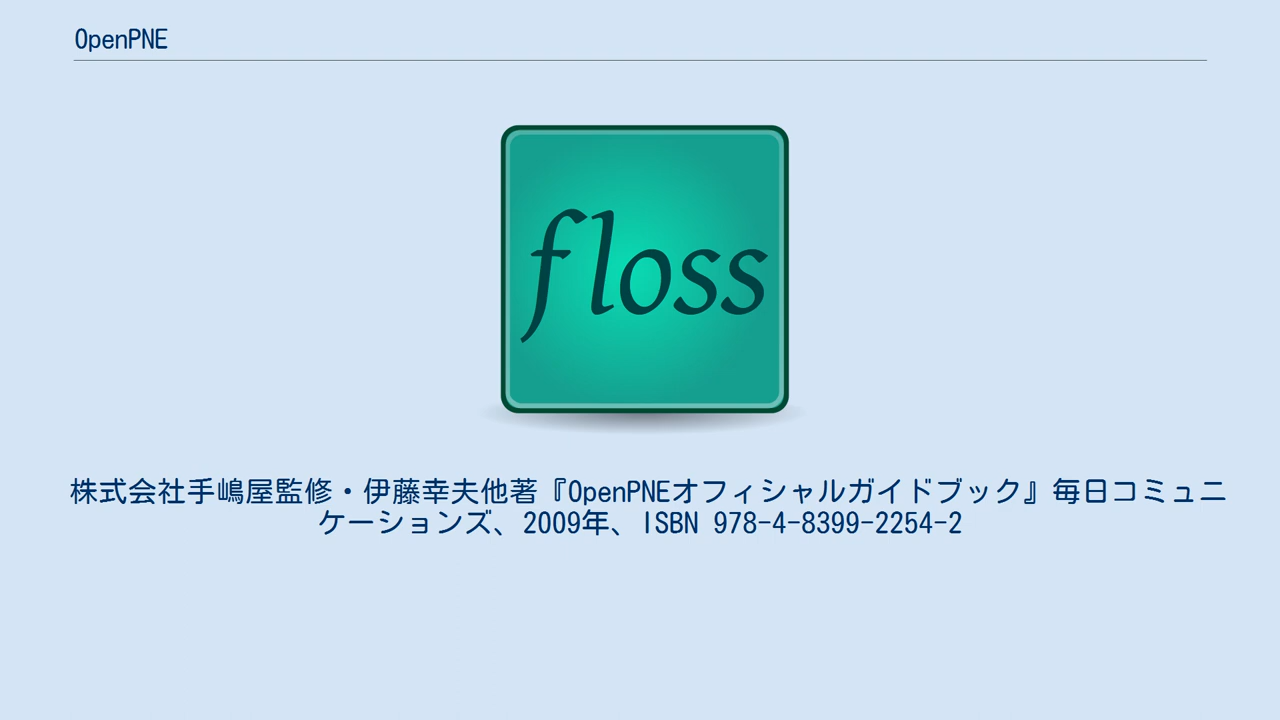 OpenPNE
floss
株式会社手嶋屋監修・伊藤幸夫他著『OpenPNEオフィシャルガイドブック』毎日コミュニ
ケーションズ、2009年、ISBN 978-4-8399-2254-2